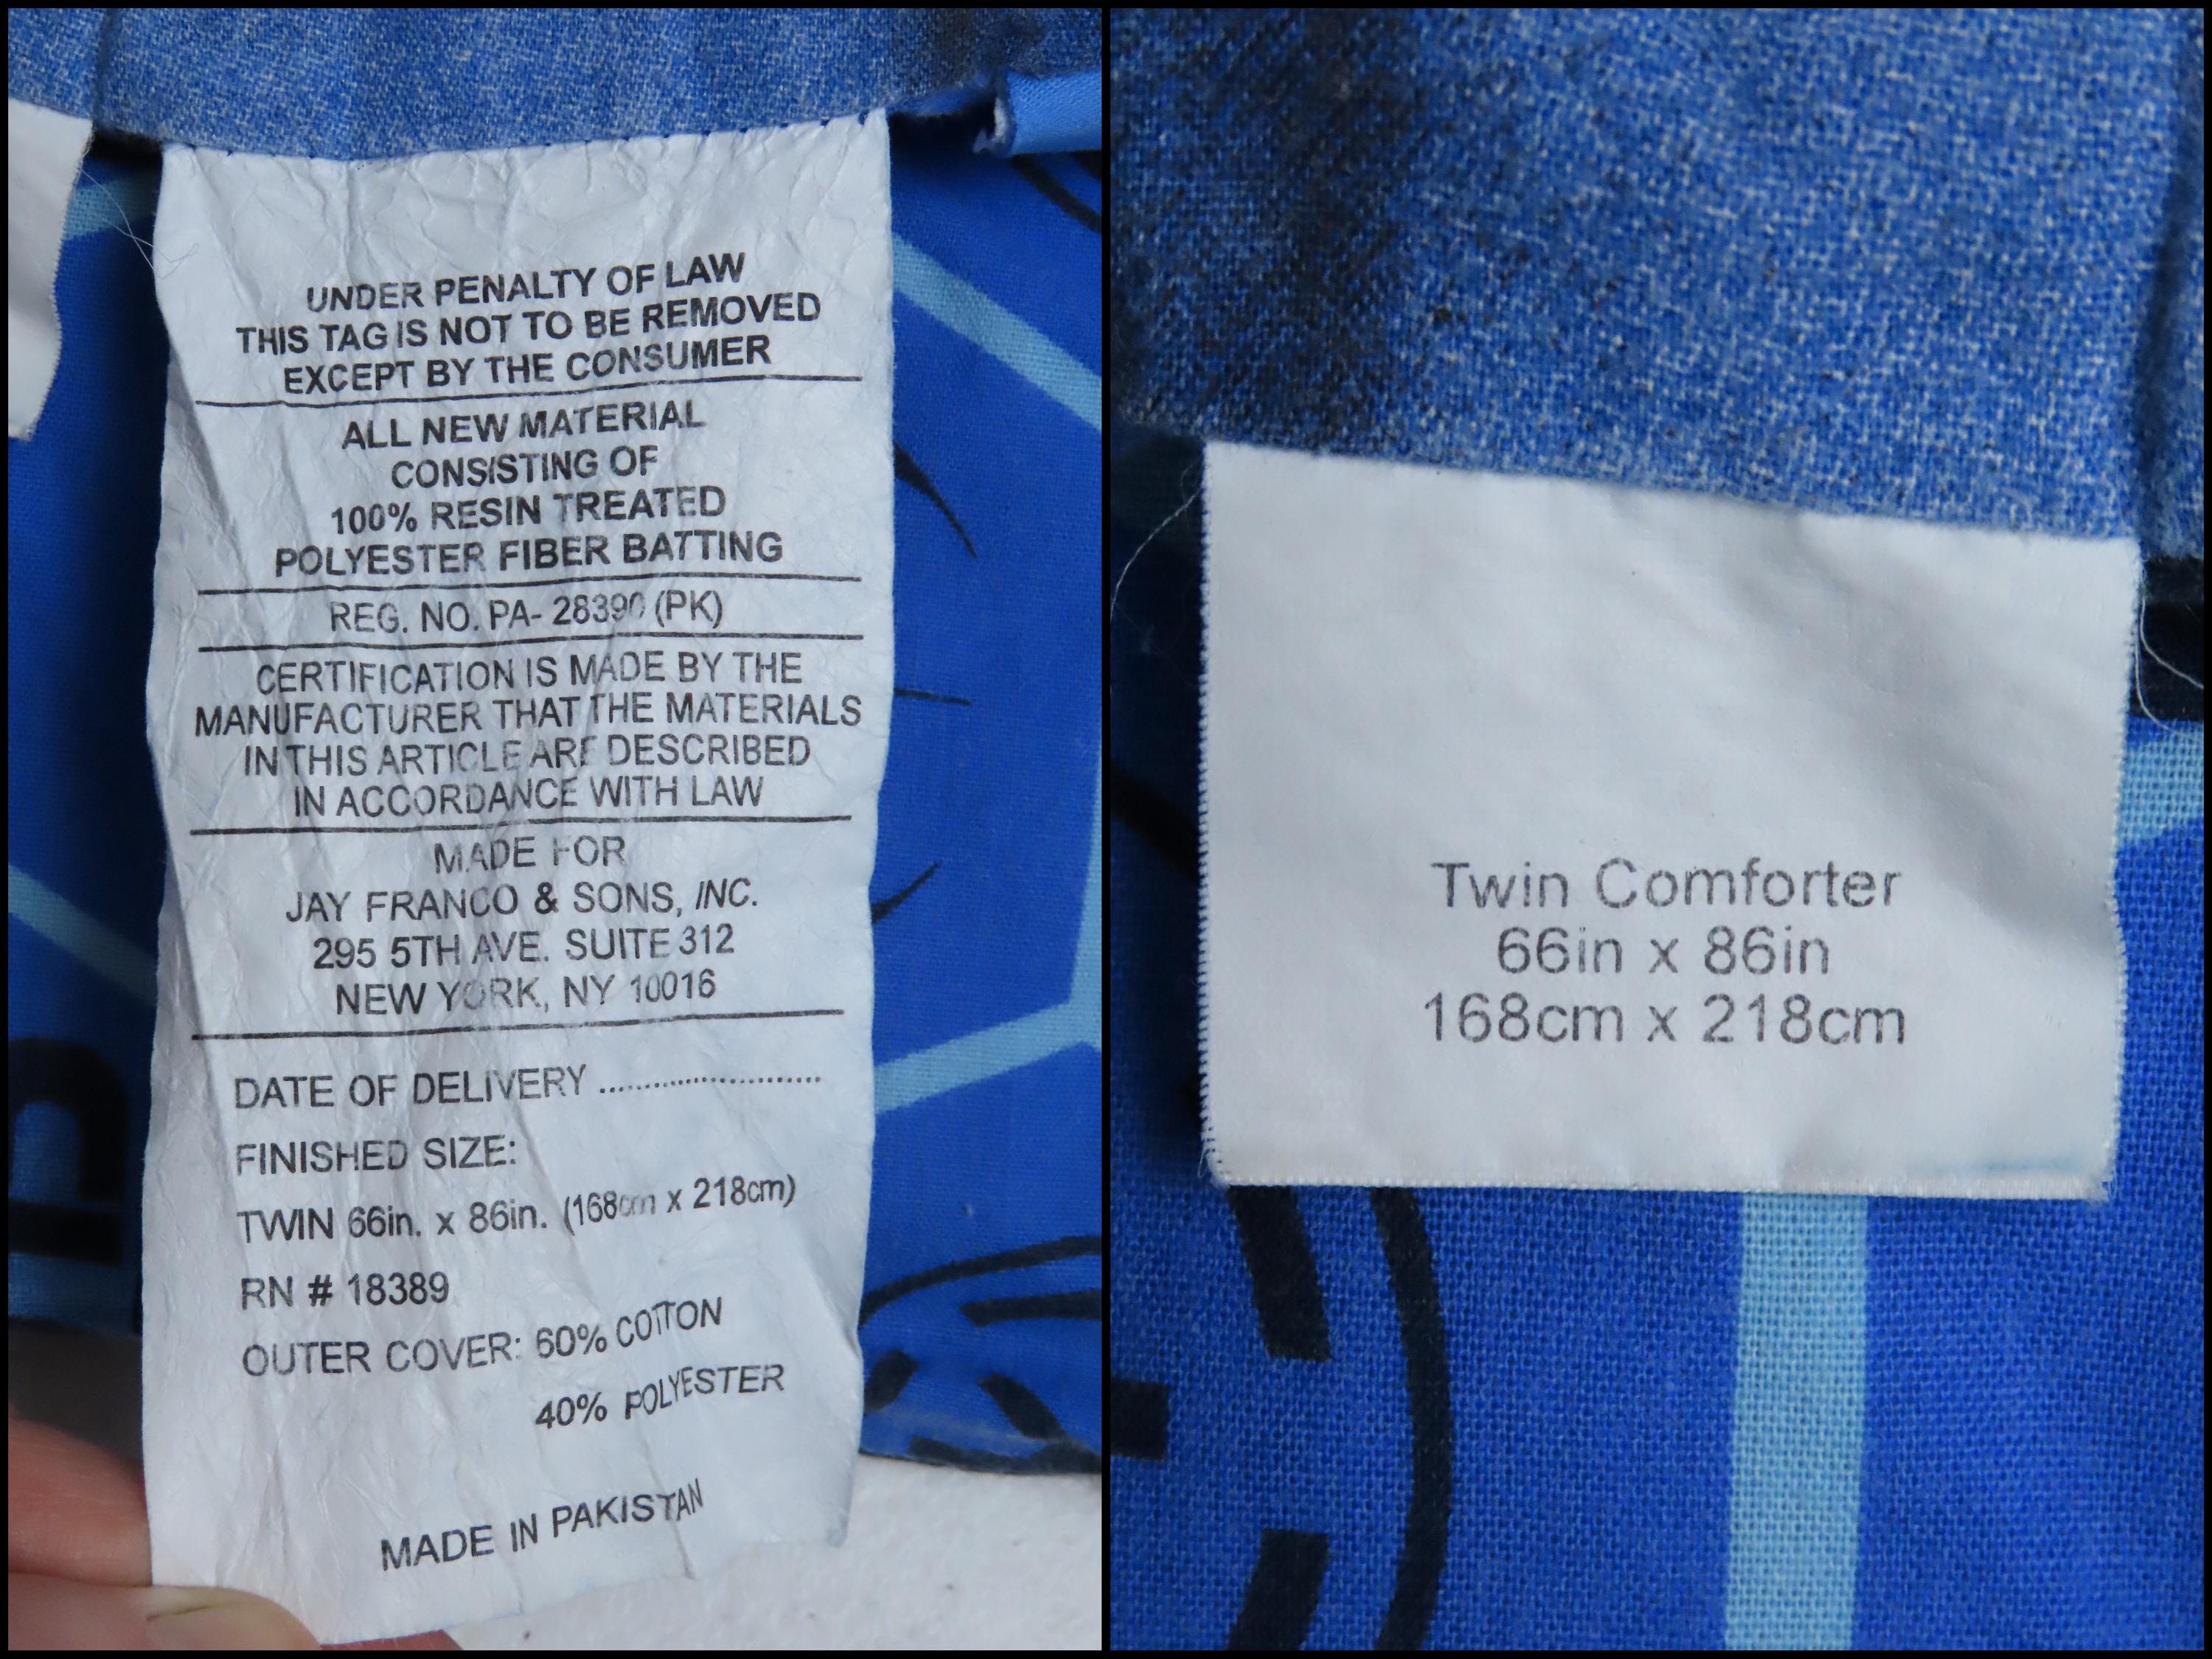 UNDER PENALTY OF LAW
THIS TAG IS NOT TO BE REMOVED
EXCEPT BY THE CONSUMER
ALL NEW MATERIAL
CONSISTING OF
100% RESIN TREATED
POLYESTER FIBER BATTING
REG. NO. PA- 28390 (PK)
CERTIFICATION IS MADE BY THE
MANUFACTURER THAT THE MATERIALS
IN THIS ARTICLE ARE DESCRIBED
IN ACCORDANCE WITH LAW
MADE FOR
JAY FRANCO & SONS, INC.
295 5TH AVE. SUITE 312
NEW YORK, NY 10016
DATE OF DELIVERY ........................
FINISHED SIZE:
TWIN 66in. x 86in. (168cm x 218cm)
RN # 18389
OUTER COVER: 60% COTTON
40% POLYESTER
MADE IN PAKISTAN
Twin Comforter
66in x 86in
168cm x 218cm